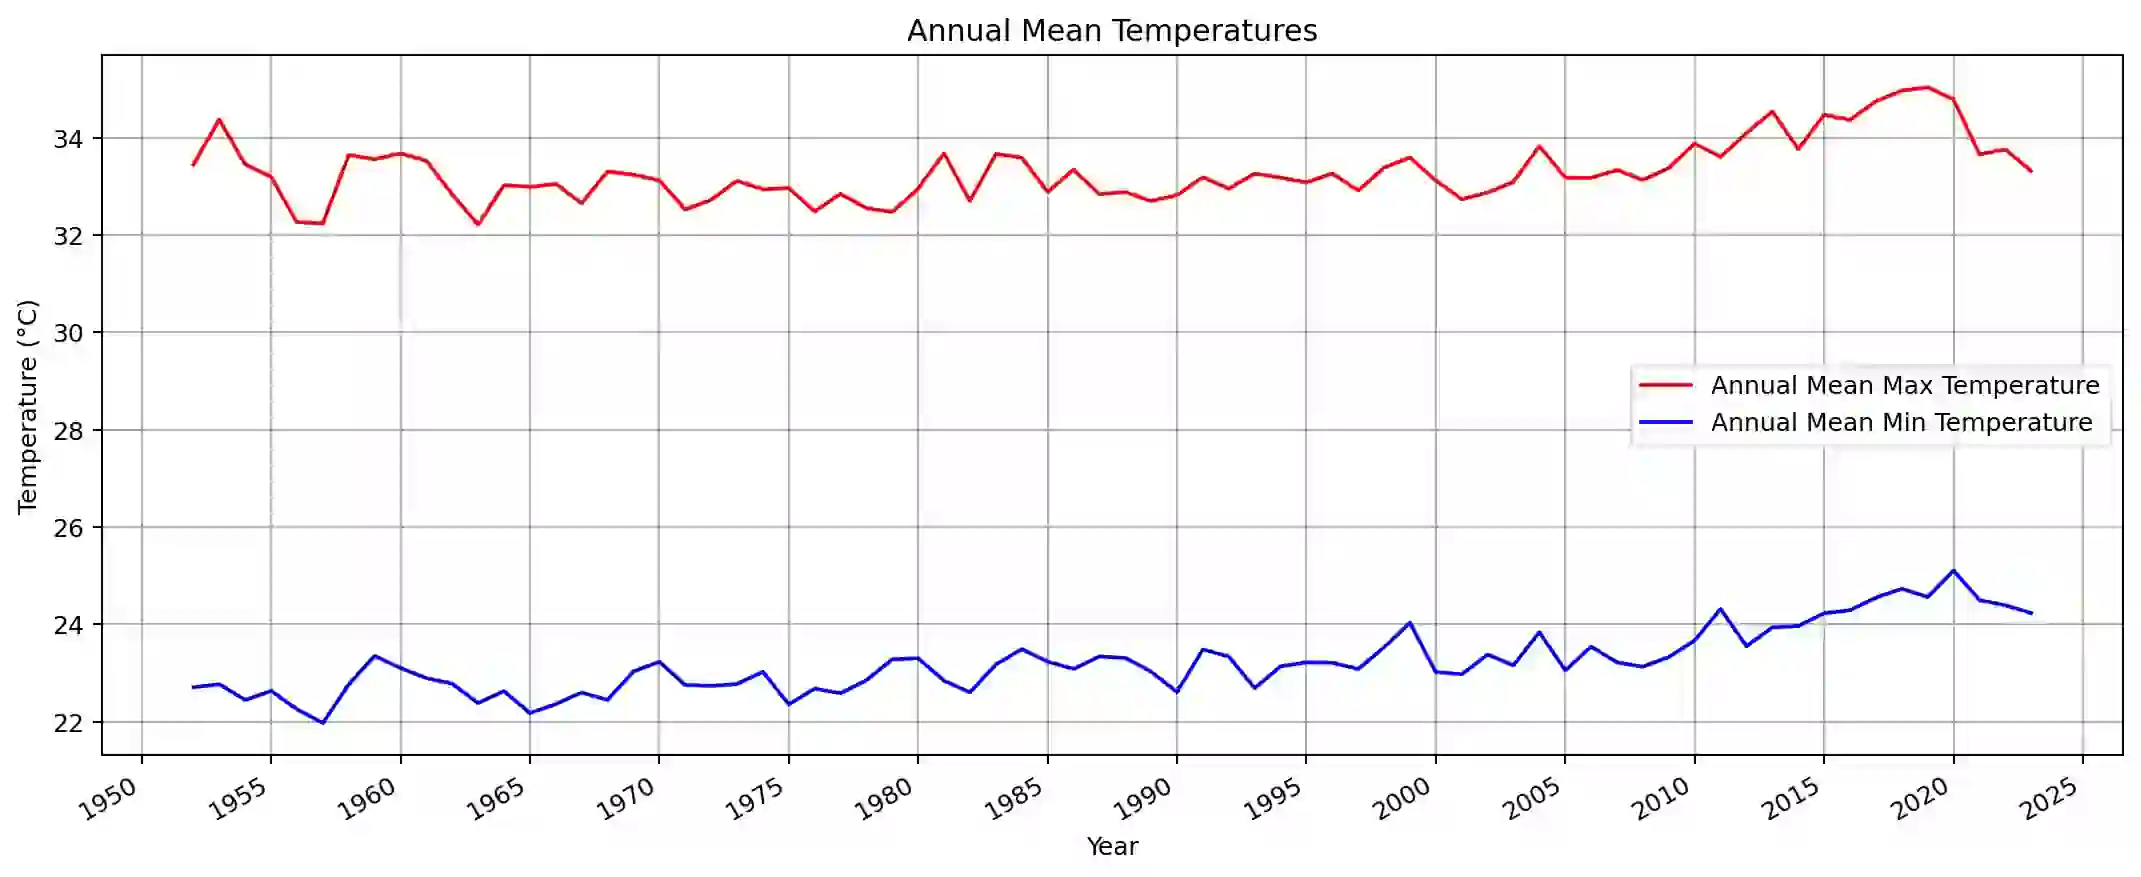 Annual Mean Temperatures
Temperature (°C)
34
32
30
28
26
24
22
Annual Mean Max Temperature
Annual Mean Min Temperature
1950 1955 1960 1965 1970 1975 1980 1985 1990 1995 2000 2005 2010 2015 2020 2025
Year